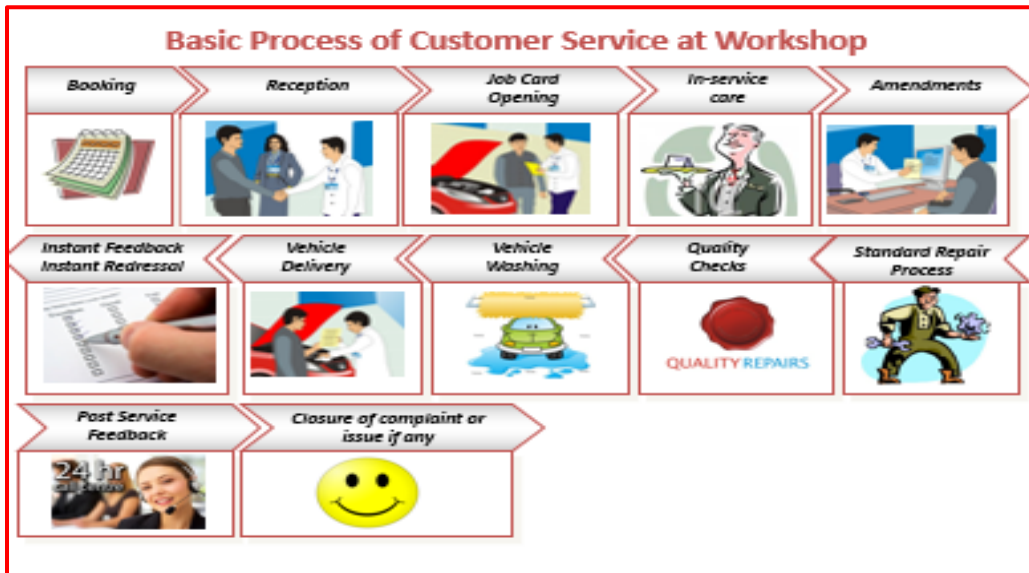 Basic Process of Customer Service at Workshop
Booking
Reception
Job Card
Opening
In-service
care
Amendments
Instant Feedback
Instant Redressal
Vehicle
Delivery
Vehicle
Washing
Quality
Checks
Standard Repair
Process
QUALITY REPAIRS
Post Service
Feedback
Closure of complaint or
issue if any
24 hr
Call Centre